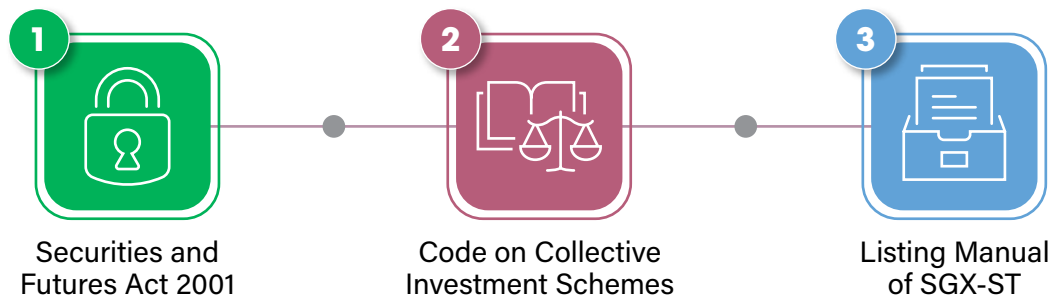 1
Securities and
Futures Act 2001
2
Code on Collective
Investment Schemes
3
Listing Manual
of SGX-ST